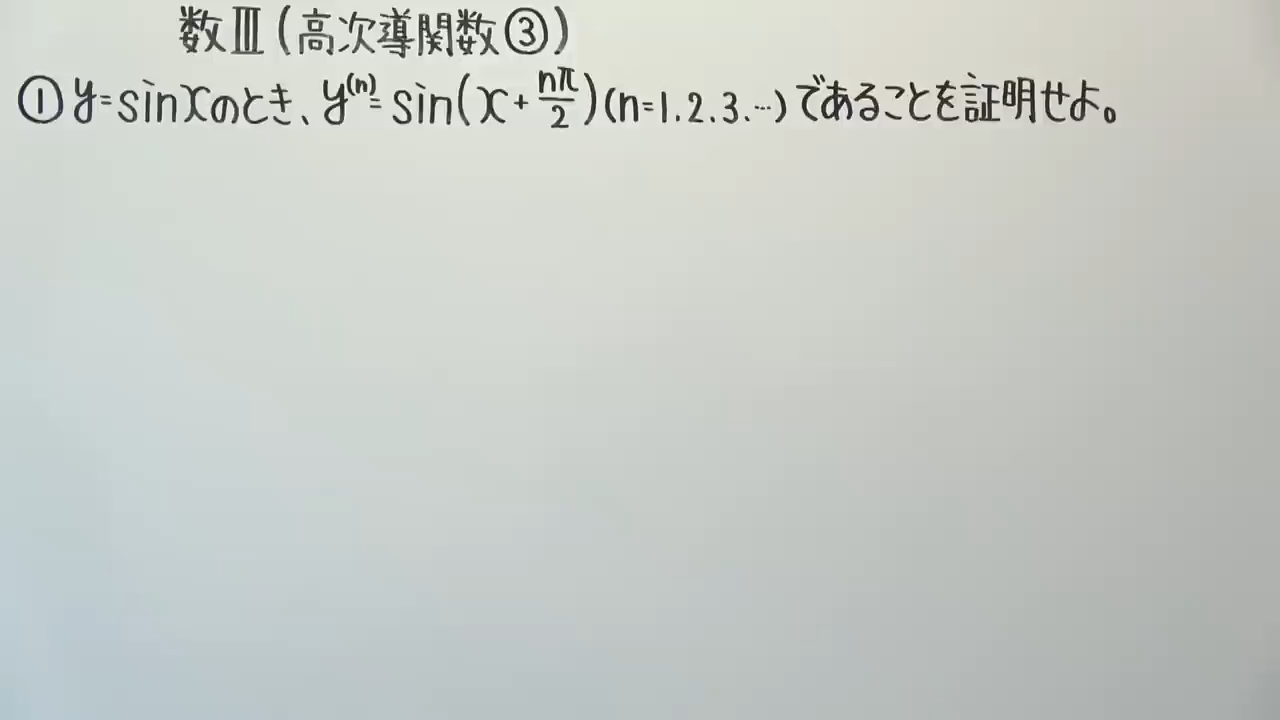 数Ⅲ(高次導関数③)
①y=sinxのとき、y⁽ⁿ⁾=sin(x+nπ/2)(n=1.2.3.…)であることを証明せよ。